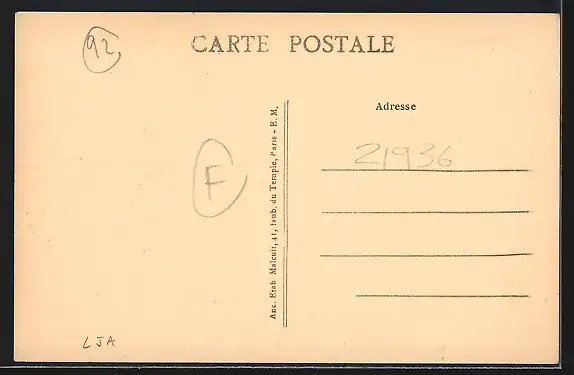 92
CARTE POSTALE
Adresse
21936
F
Anc. Etab. Malcuit, 41, faub. du Temple, Paris - E. M.
LJA